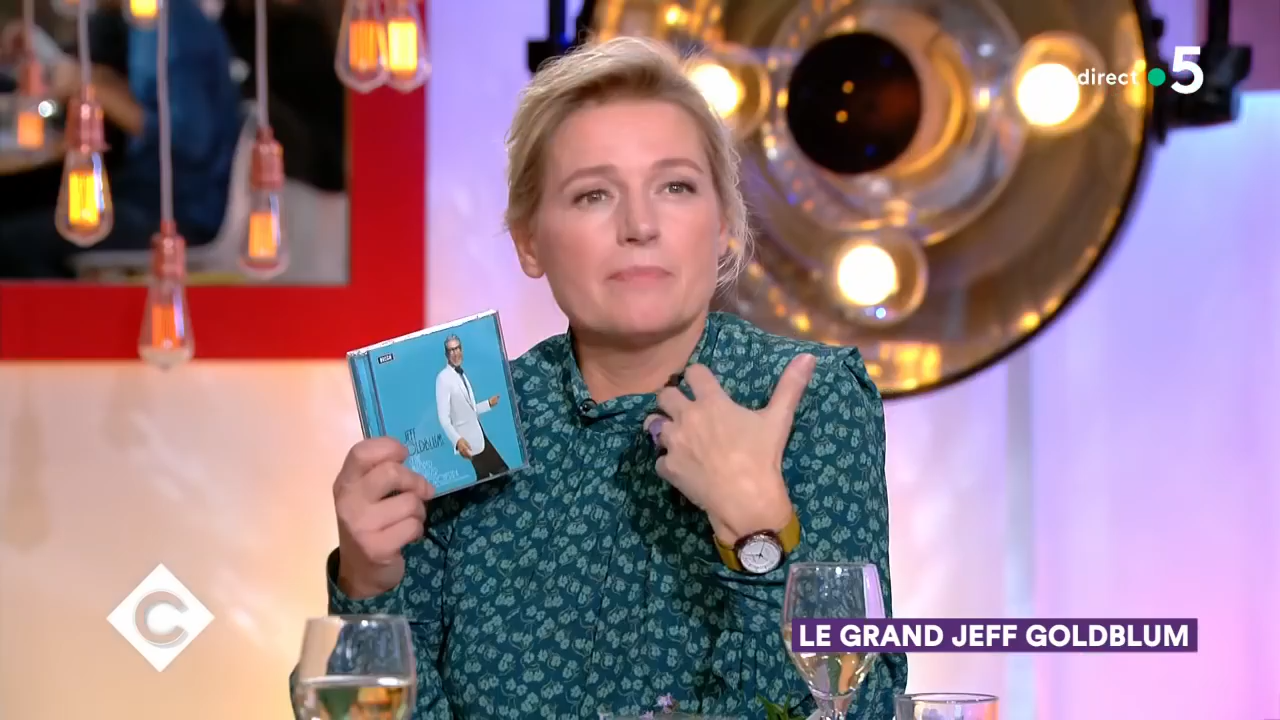 direct 5
DECCA
JEFF
GOLDBLUM
C
LE GRAND JEFF GOLDBLUM